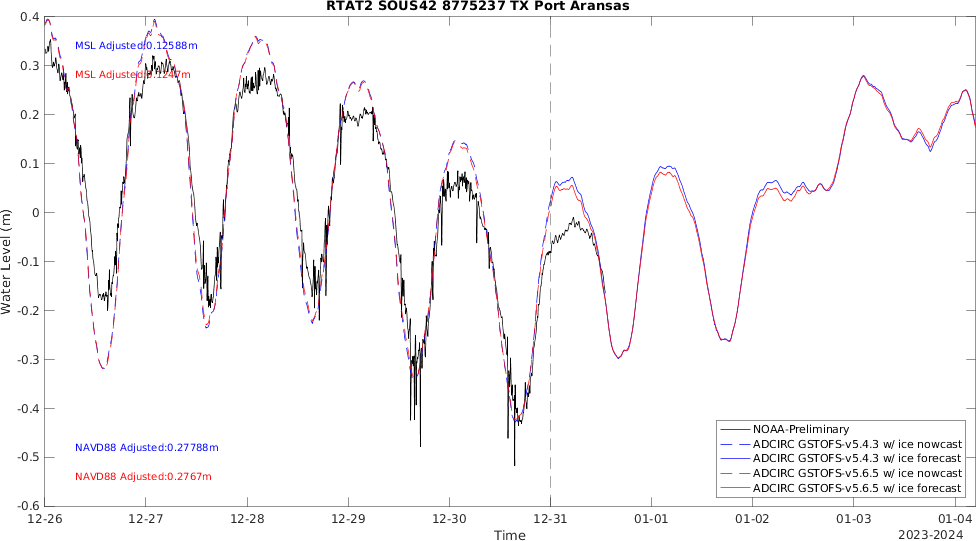 RTAT2 SOUS42 8775237 TX Port Aransas
0.4
0.3
0.2
0.1
0
-0.1
-0.2
-0.3
-0.4
-0.5
-0.6
Water Level (m)
MSL Adjusted:0.12588m
MSL Adjusted:0.1247m
NAVD88 Adjusted:0.27788m
NAVD88 Adjusted:0.2767m
NOAA-Preliminary
ADCIRC GSTOFS-v5.4.3 w/ ice nowcast
ADCIRC GSTOFS-v5.4.3 w/ ice forecast
ADCIRC GSTOFS-v5.6.5 w/ ice nowcast
ADCIRC GSTOFS-v5.6.5 w/ ice forecast
12-26 12-27 12-28 12-29 12-30 12-31 01-01 01-02 01-03 01-04
Time
2023-2024